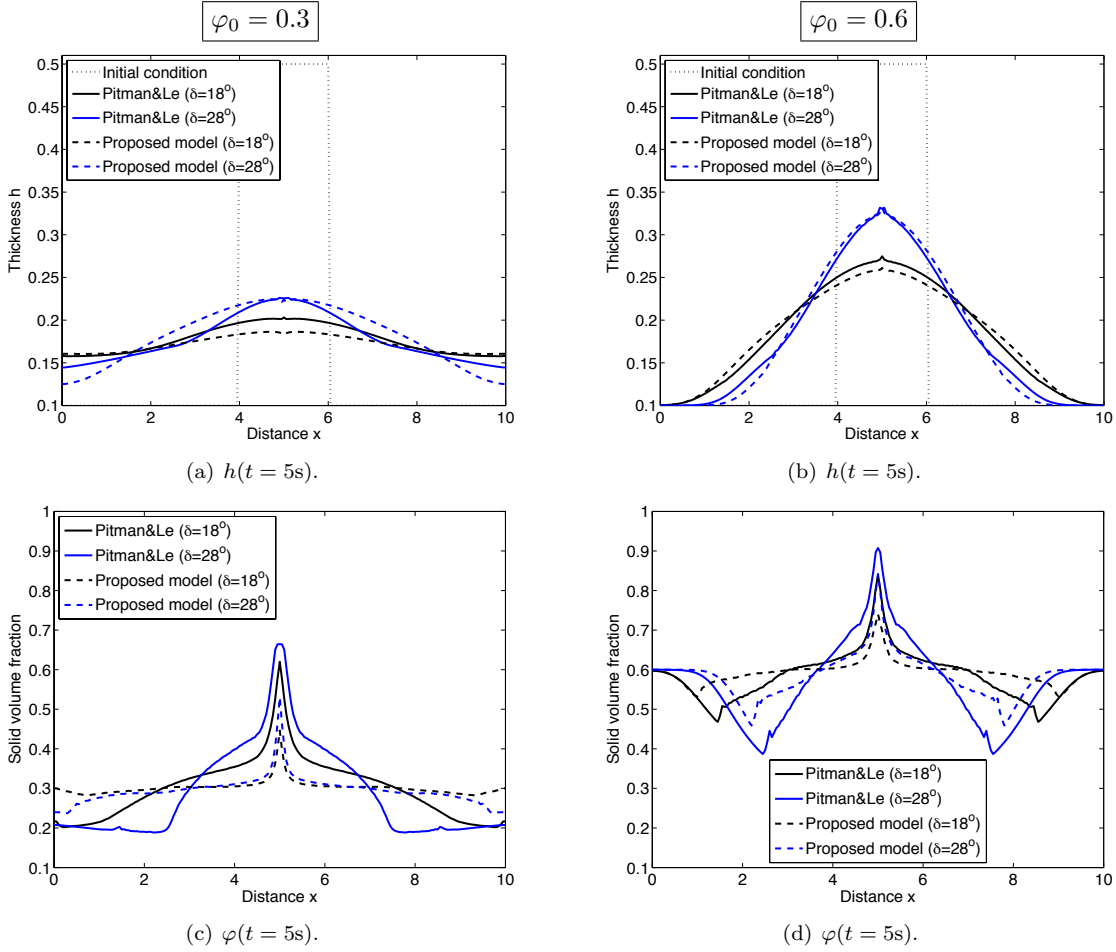 φ₀ = 0.3
φ₀ = 0.6
0.5
0.45
0.4
0.35
0.3
0.25
0.2
0.15
0.1
Thickness h
Initial condition
Pitman&Le (δ=18°)
Pitman&Le (δ=28°)
Proposed model (δ=18°)
Proposed model (δ=28°)
0 2 4 6 8 10
Distance x
(a) h(t = 5s).
0.5
0.45
0.4
0.35
0.3
0.25
0.2
0.15
0.1
Thickness h
Initial condition
Pitman&Le (δ=18°)
Pitman&Le (δ=28°)
Proposed model (δ=18°)
Proposed model (δ=28°)
0 2 4 6 8 10
Distance x
(b) h(t = 5s).
1
0.9
0.8
0.7
0.6
0.5
0.4
0.3
0.2
0.1
Solid volume fraction
Pitman&Le (δ=18°)
Pitman&Le (δ=28°)
Proposed model (δ=18°)
Proposed model (δ=28°)
0 2 4 6 8 10
Distance x
(c) φ(t = 5s).
1
0.9
0.8
0.7
0.6
0.5
0.4
0.3
0.2
0.1
Solid volume fraction
Pitman&Le (δ=18°)
Pitman&Le (δ=28°)
Proposed model (δ=18°)
Proposed model (δ=28°)
0 2 4 6 8 10
Distance x
(d) φ(t = 5s).